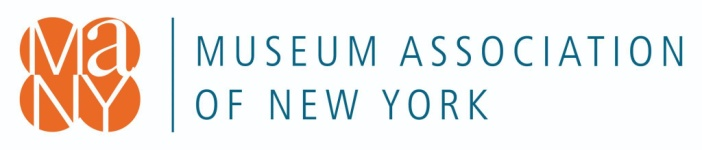 Ma
NY
MUSEUM ASSOCIATION
OF NEW YORK